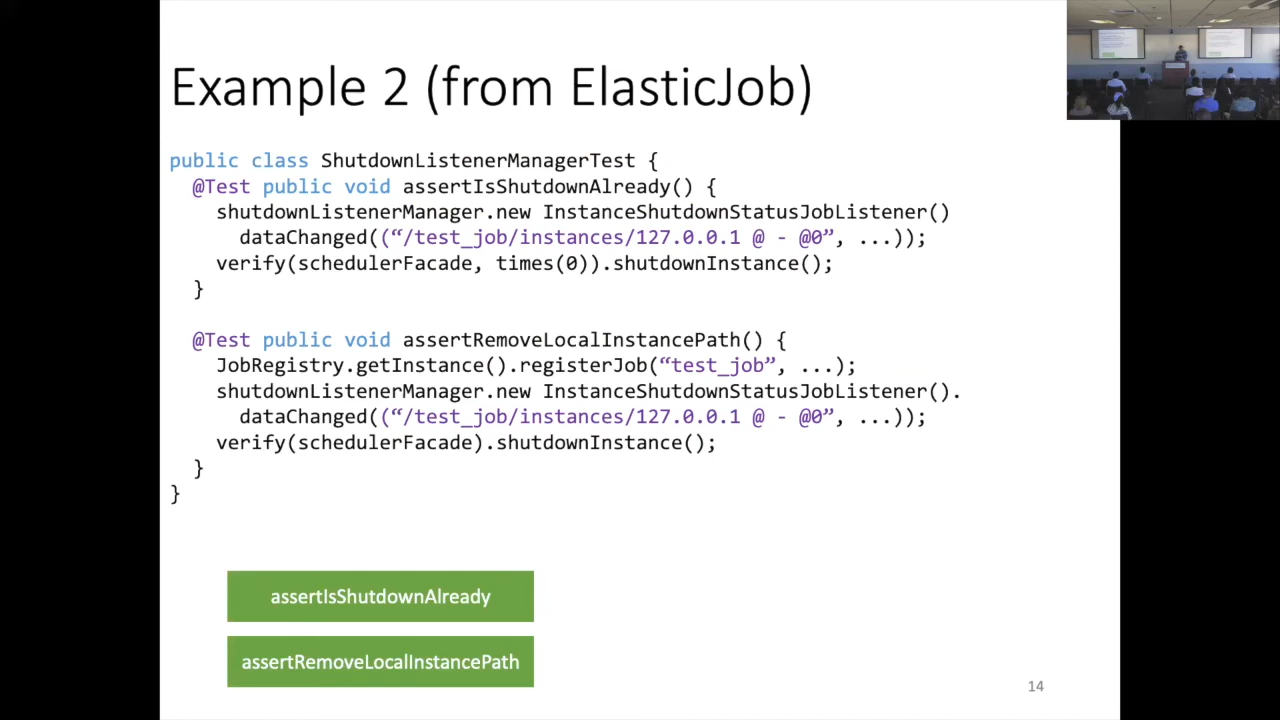 Example 2 (from ElasticJob)
public class ShutdownListenerManagerTest {
@Test public void assertIsShutdownAlready() {
shutdownListenerManager.new InstanceShutdownStatusJobListener()
dataChanged((“/test_job/instances/127.0.0.1 @ - @0”, ...));
verify(schedulerFacade, times(0)).shutdownInstance();
}
@Test public void assertRemoveLocalInstancePath() {
JobRegistry.getInstance().registerJob(“test_job”, ...);
shutdownListenerManager.new InstanceShutdownStatusJobListener().
dataChanged((“/test_job/instances/127.0.0.1 @ - @0”, ...));
verify(schedulerFacade).shutdownInstance();
}
}
assertIsShutdownAlready
assertRemoveLocalInstancePath
14